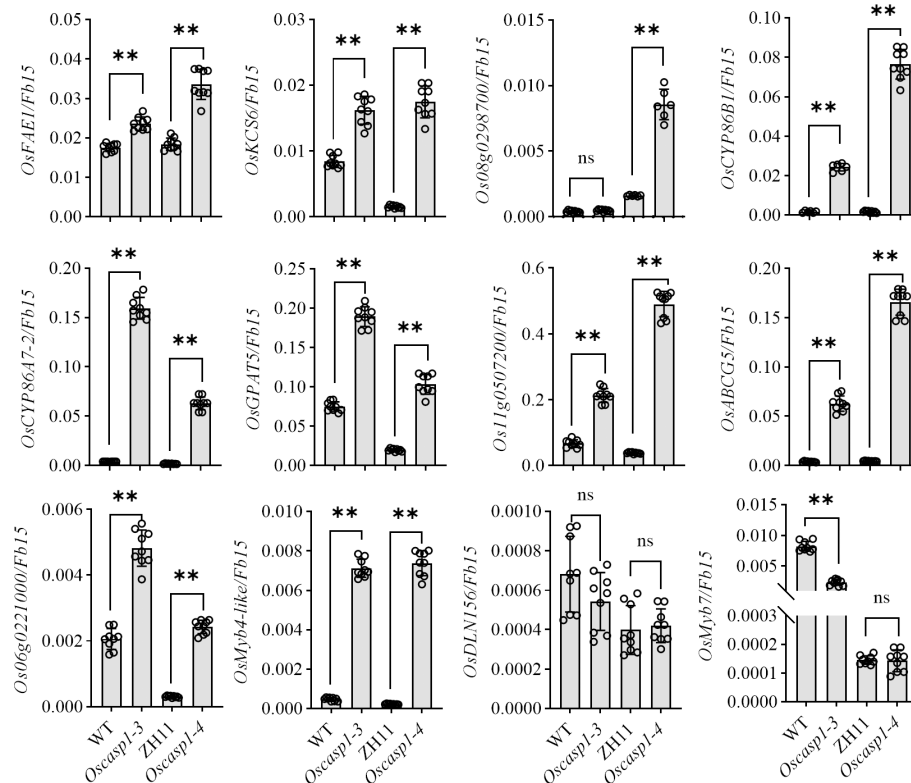 OsFAE1/Fb15
0.05
0.04
0.03
0.02
0.01
0.00
**
**
OsKCS6/Fb15
0.03
0.02
0.01
0.00
**
**
Os08g0298700/Fb15
0.015
0.010
0.005
0.000
ns
**
OsCYP86B1/Fb15
0.10
0.08
0.06
0.04
0.02
0.00
**
**
OsCYP86A7-2/Fb15
0.20
0.15
0.10
0.05
0.00
**
**
OsGPAT5/Fb15
0.25
0.20
0.15
0.10
0.05
0.00
**
**
Os11g0507200/Fb15
0.6
0.4
0.2
0.0
**
**
OsABCG5/Fb15
0.20
0.15
0.10
0.05
0.00
**
**
Os06g02210000/Fb15
0.006
0.004
0.002
0.000
**
**
WT
Oscasp1-3
ZH11
Oscasp1-4
OsMyb4-like/Fb15
0.010
0.008
0.006
0.004
0.002
0.000
**
**
WT
Oscasp1-3
ZH11
Oscasp1-4
OsDLN156/Fb15
0.0010
0.0008
0.0006
0.0004
0.0002
0.0000
ns
ns
WT
Oscasp1-3
ZH11
Oscasp1-4
OsMyb7/Fb15
0.015
0.010
0.005
0.0003
0.0002
0.0001
0.0000
**
ns
WT
Oscasp1-3
ZH11
Oscasp1-4